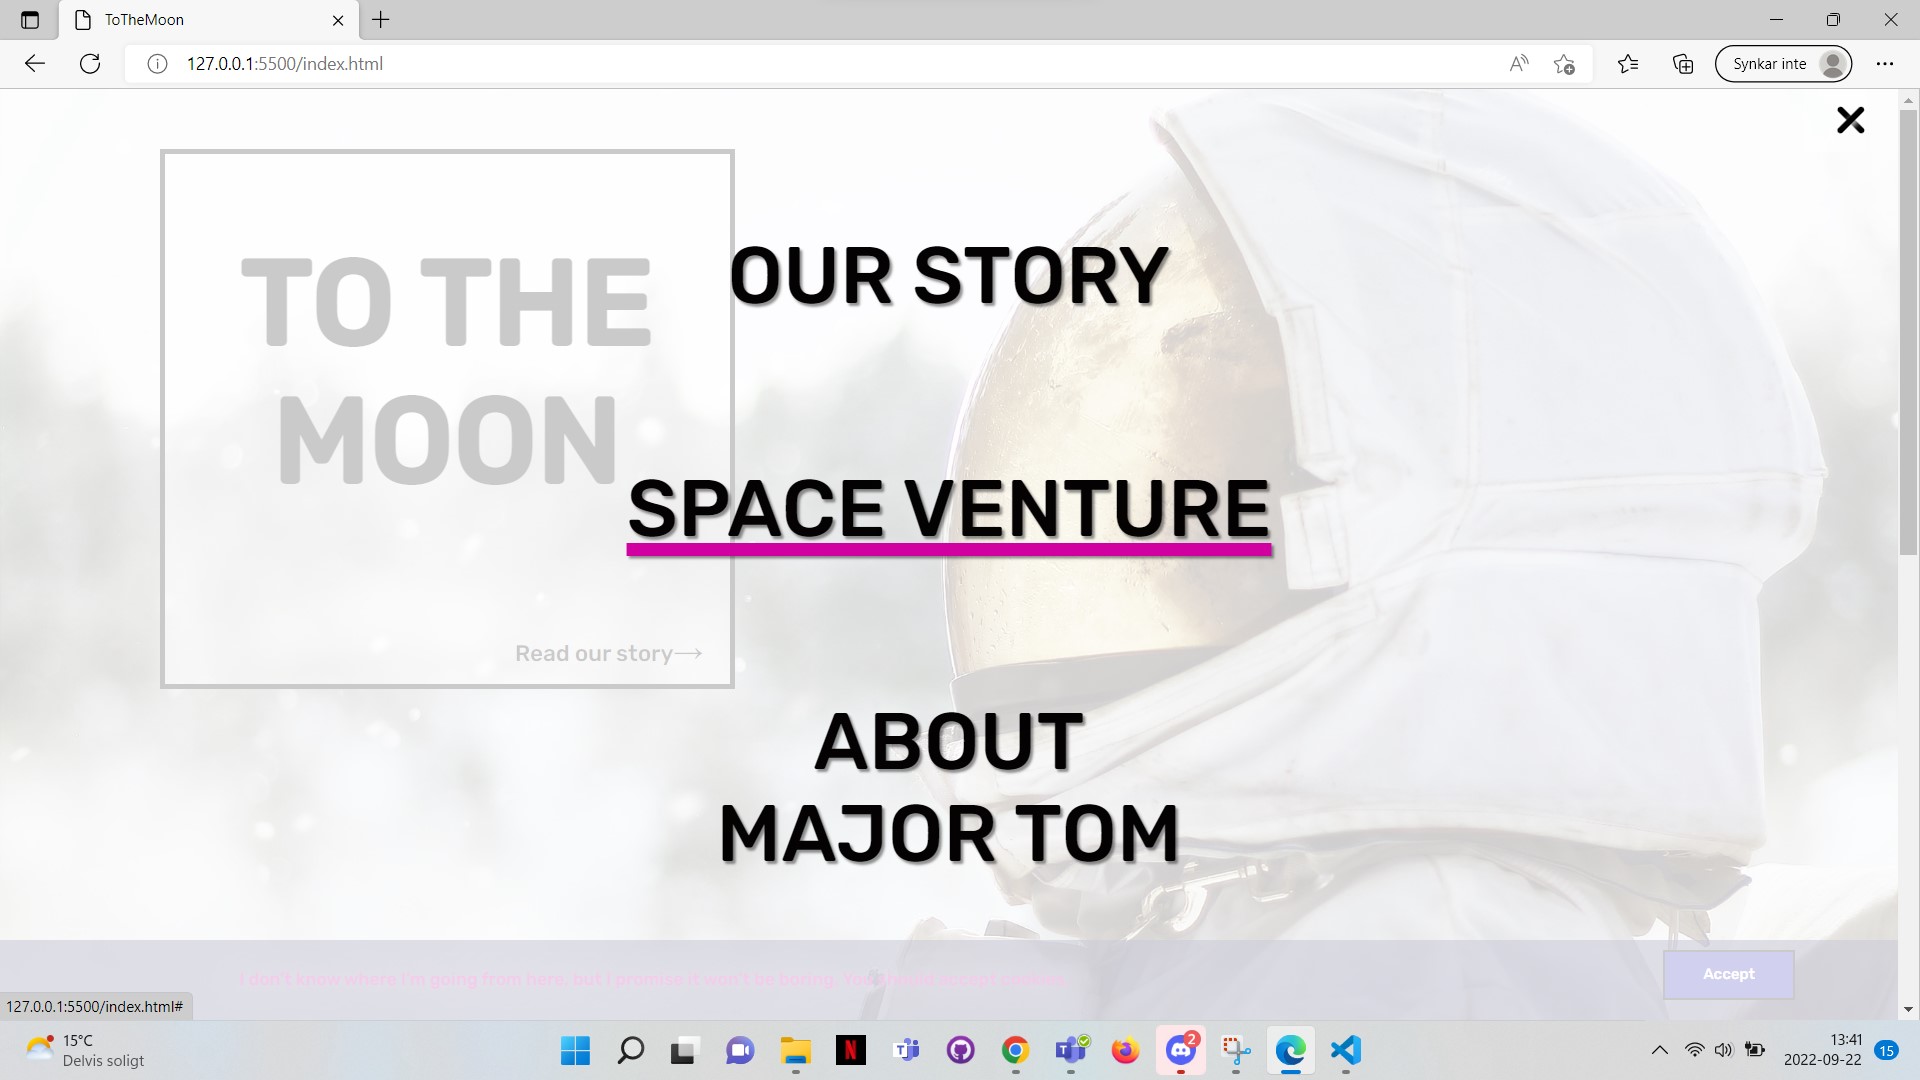 ToTheMoon
127.0.0.1:5500/index.html
Synkar inte
TO THE
MOON
Read our story→
OUR STORY
SPACE VENTURE
ABOUT
MAJOR TOM
I don't know where I'm going from here, but I promise it won't be boring. You should accept cookies.
Accept
127.0.0.1:5500/index.html#
15°C
Delvis soligt
N
T
2
13:41
2022-09-22
15